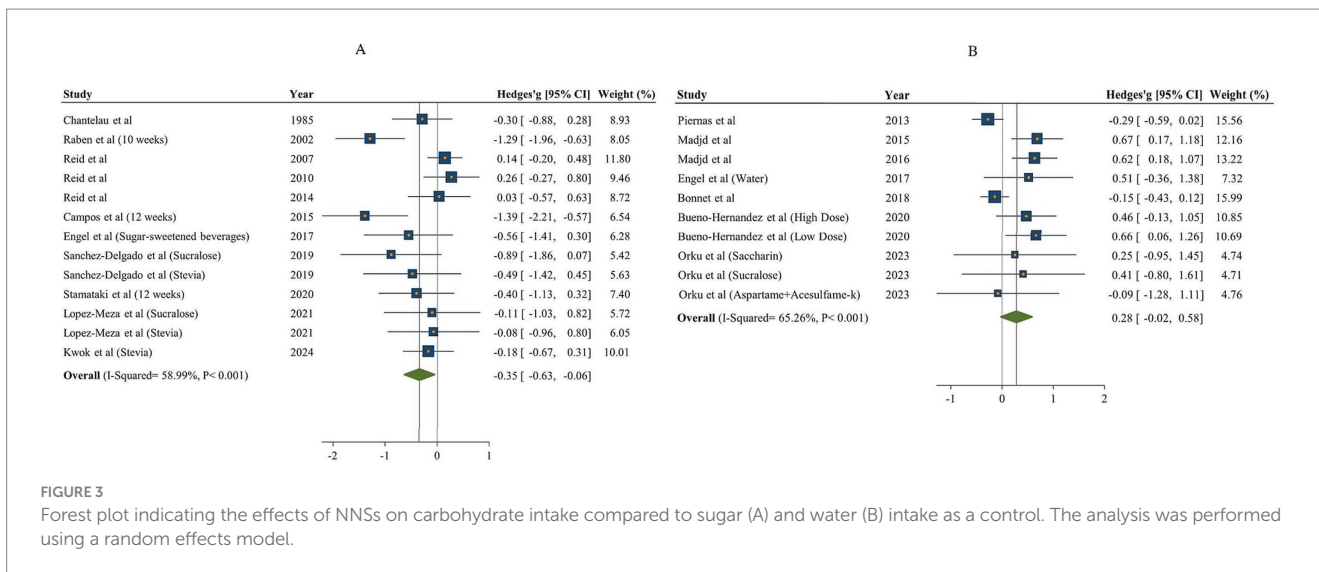 A
Study Year Hedges'g [95% CI] Weight (%)
Chantelau et al 1985 -0.30 [ -0.88, 0.28] 8.93
Raben et al (10 weeks) 2002 -1.29 [ -1.96, -0.63] 8.05
Reid et al 2007 0.14 [ -0.20, 0.48] 11.80
Reid et al 2010 0.26 [ -0.27, 0.80] 9.46
Reid et al 2014 0.03 [ -0.57, 0.63] 8.72
Campos et al (12 weeks) 2015 -1.39 [ -2.21, -0.57] 6.54
Engel et al (Sugar-sweetened beverages) 2017 -0.56 [ -1.41, 0.30] 6.28
Sanchez-Delgado et al (Sucralose) 2019 -0.89 [ -1.86, 0.07] 5.42
Sanchez-Delgado et al (Stevia) 2019 -0.49 [ -1.42, 0.45] 5.63
Stamataki et al (12 weeks) 2020 -0.40 [ -1.13, 0.32] 7.40
Lopez-Meza et al (Sucralose) 2021 -0.11 [ -1.03, 0.82] 5.72
Lopez-Meza et al (Stevia) 2021 -0.08 [ -0.96, 0.80] 6.05
Kwok et al (Stevia) 2024 -0.18 [ -0.67, 0.31] 10.01
Overall (I-Squared= 58.99%, P< 0.001) -0.35 [ -0.63, -0.06]
-2 -1 0 1
B
Study Year Hedges'g [95% CI] Weight (%)
Piernas et al 2013 -0.29 [ -0.59, 0.02] 15.56
Madjd et al 2015 0.67 [ 0.17, 1.18] 12.16
Madjd et al 2016 0.62 [ 0.18, 1.07] 13.22
Engel et al (Water) 2017 0.51 [ -0.36, 1.38] 7.32
Bonnet et al 2018 -0.15 [ -0.43, 0.12] 15.99
Bueno-Hernandez et al (High Dose) 2020 0.46 [ -0.13, 1.05] 10.85
Bueno-Hernandez et al (Low Dose) 2020 0.66 [ 0.06, 1.26] 10.69
Orku et al (Saccharin) 2023 0.25 [ -0.95, 1.45] 4.74
Orku et al (Sucralose) 2023 0.41 [ -0.80, 1.61] 4.71
Orku et al (Aspartame+Acesulfame-k) 2023 -0.09 [ -1.28, 1.11] 4.76
Overall (I-Squared= 65.26%, P< 0.001) 0.28 [ -0.02, 0.58]
-1 0 1 2
FIGURE 3
Forest plot indicating the effects of NNSs on carbohydrate intake compared to sugar (A) and water (B) intake as a control. The analysis was performed
using a random effects model.